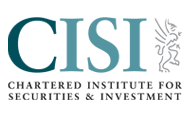 CISI
CHARTERED INSTITUTE FOR
SECURITIES & INVESTMENT